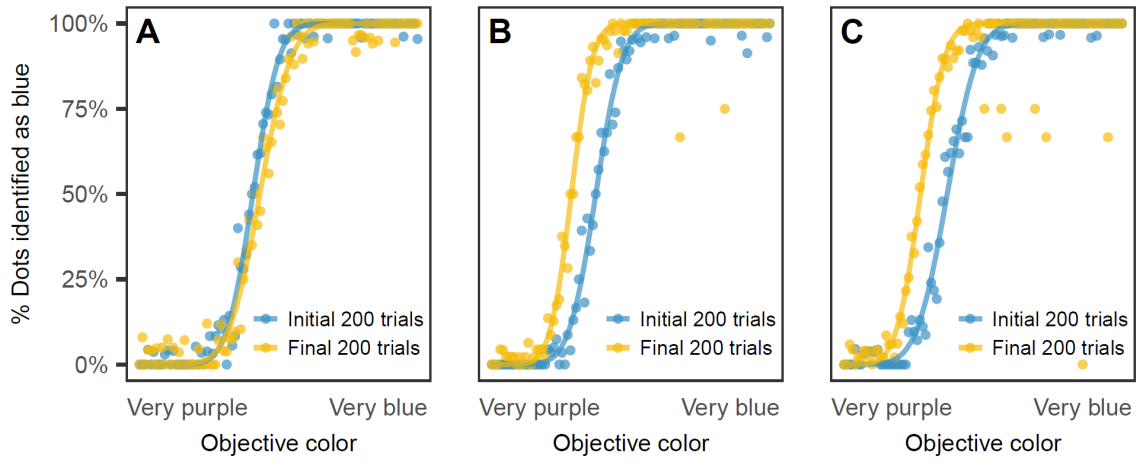 % Dots identified as blue
100%
75%
50%
25%
0%
A
Initial 200 trials
Final 200 trials
Very purple
Very blue
Objective color
B
Initial 200 trials
Final 200 trials
Very purple
Very blue
Objective color
C
Initial 200 trials
Final 200 trials
Very purple
Very blue
Objective color